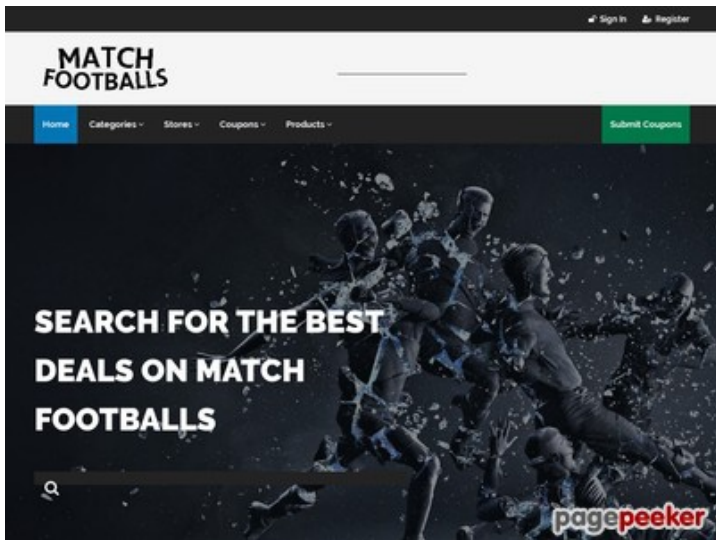 Sign In Register
MATCH
FOOTBALLS
Home Categories Stores Coupons Products Submit Coupons
SEARCH FOR THE BEST
DEALS ON MATCH
FOOTBALLS
pagepeeker